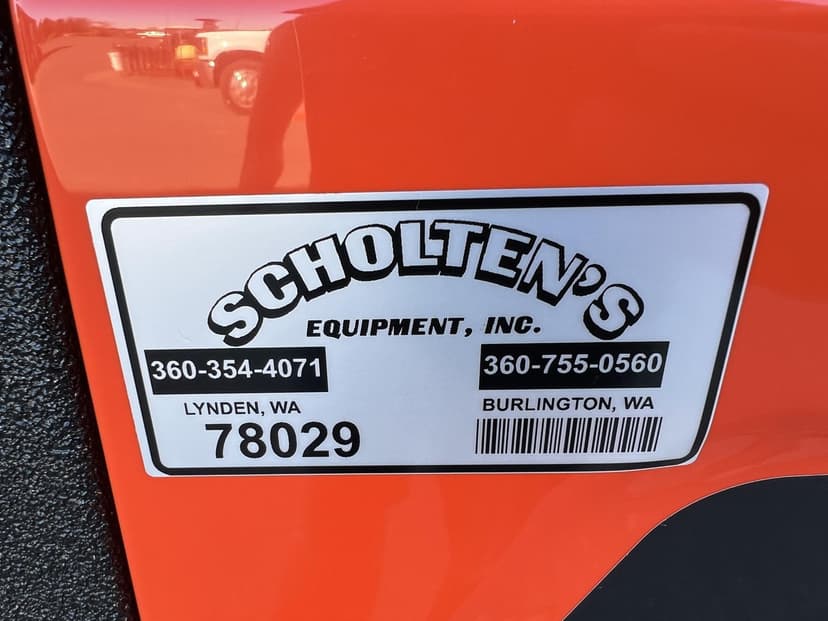 SCHOLTEN'S
EQUIPMENT, INC.
360-354-4071
LYNDEN, WA
78029
360-755-0560
BURLINGTON, WA